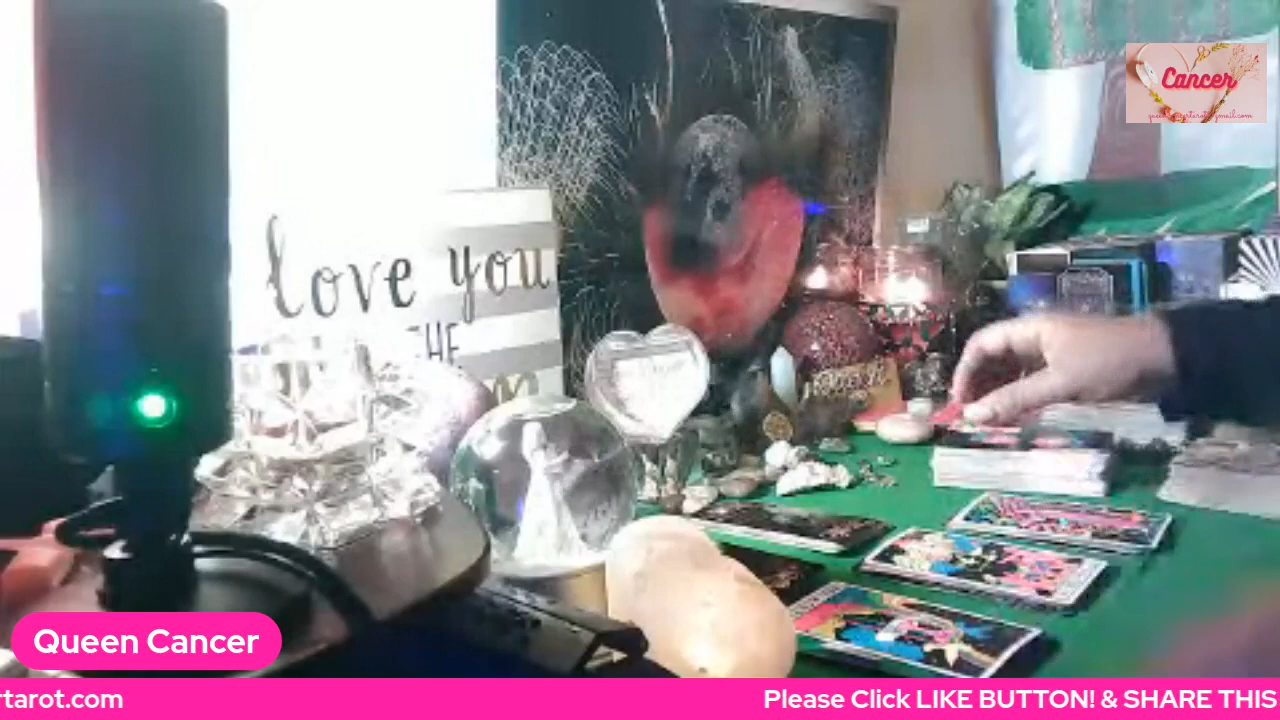 Cancer
love you
THE
Queen Cancer
rtarot.com
Please Click LIKE BUTTON! & SHARE THIS